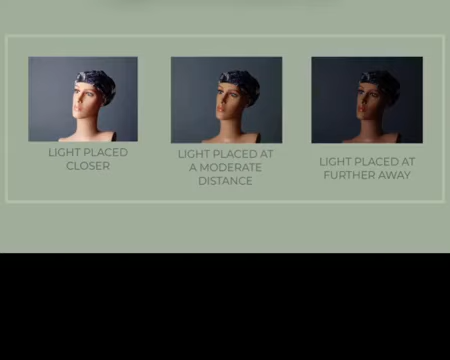 LIGHT PLACED
CLOSER
LIGHT PLACED AT
A MODERATE
DISTANCE
LIGHT PLACED AT
FURTHER AWAY